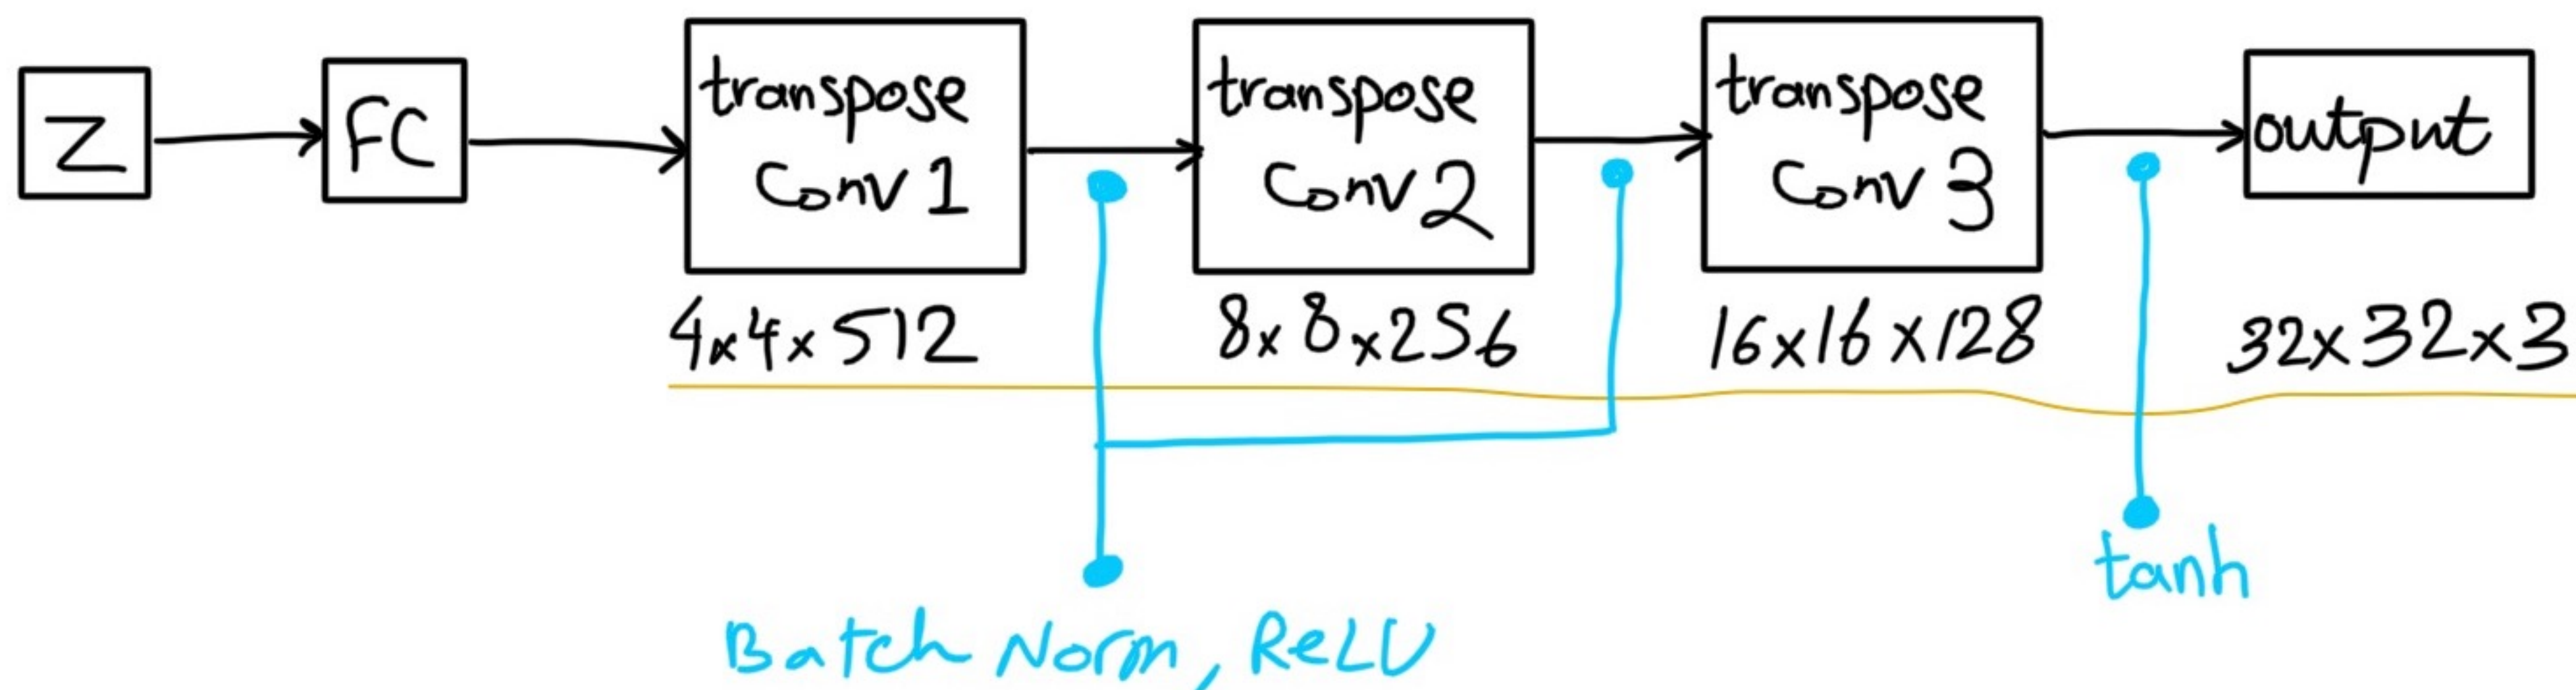 Z
FC
transpose
Conv 1
transpose
Conv 2
transpose
Conv 3
output
4x4x512
8x8x256
16x16x128
32x32x3
Batch Norm, ReLU
tanh